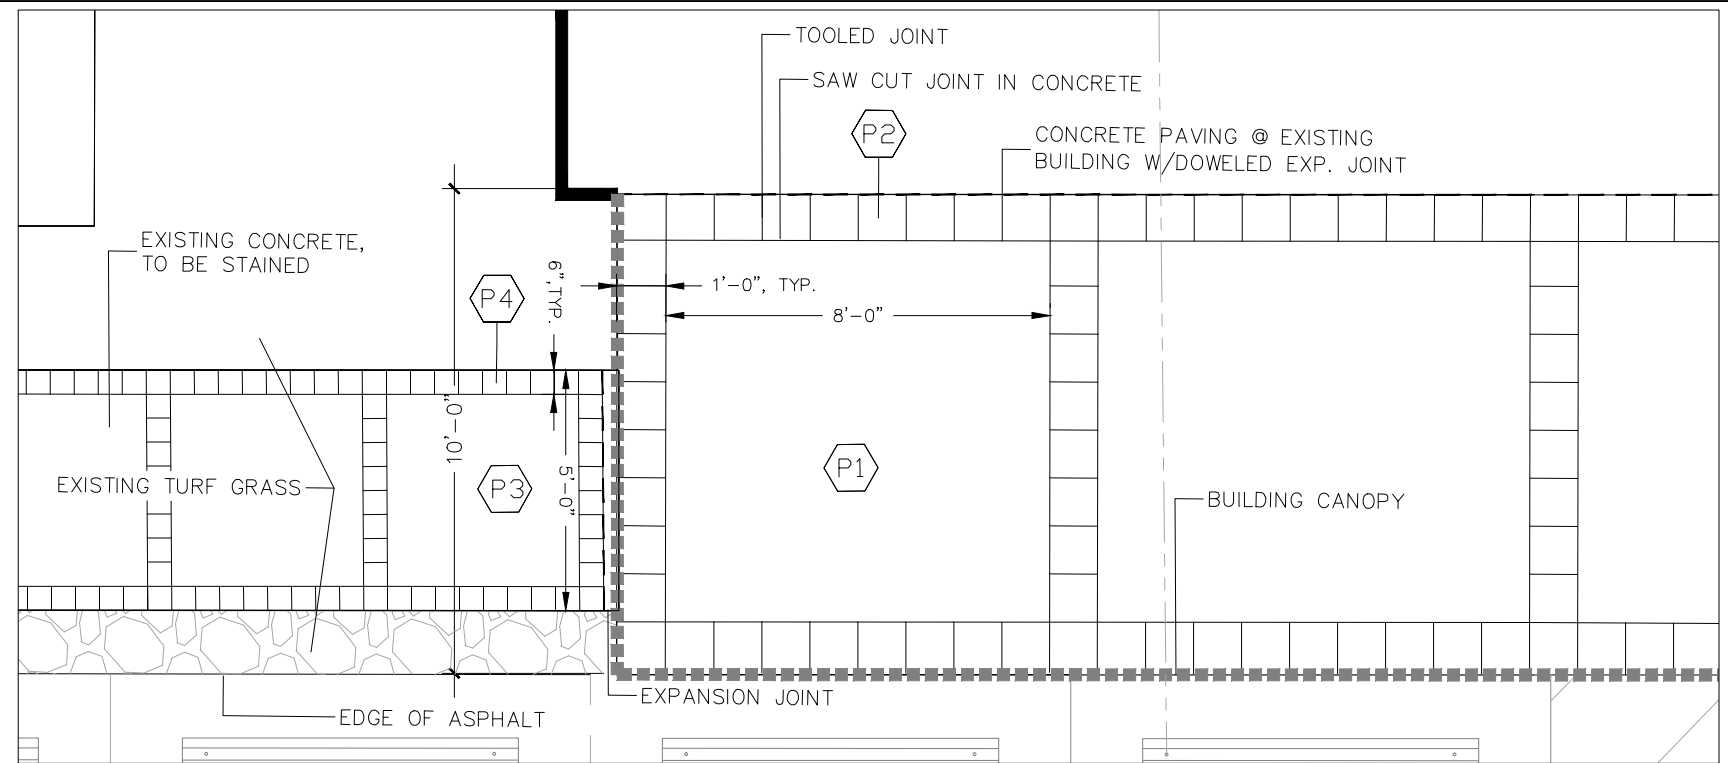 TOOLED JOINT
SAW CUT JOINT IN CONCRETE
P2
CONCRETE PAVING @ EXISTING
BUILDING W/DOWELED EXP. JOINT
EXISTING CONCRETE,
TO BE STAINED
P4
6", TYP.
1'-0", TYP.
8'-0"
10'-0"
5'-0"
P3
P1
EXISTING TURF GRASS
BUILDING CANOPY
EXPANSION JOINT
EDGE OF ASPHALT